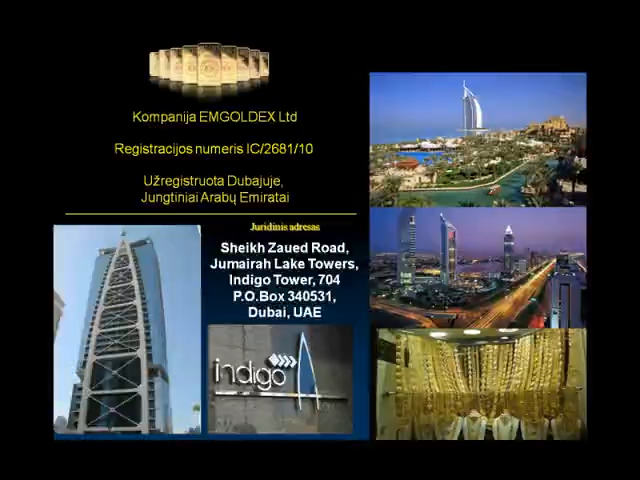 Kompanija EMGOLDEX Ltd
Registracijos numeris IC/2681/10
Užregistruota Dubajuje,
Jungtiniai Arabų Emiratai
Juridinis adresas
Sheikh Zaued Road,
Jumairah Lake Towers,
Indigo Tower, 704
P.O.Box 340531,
Dubai, UAE
indigo